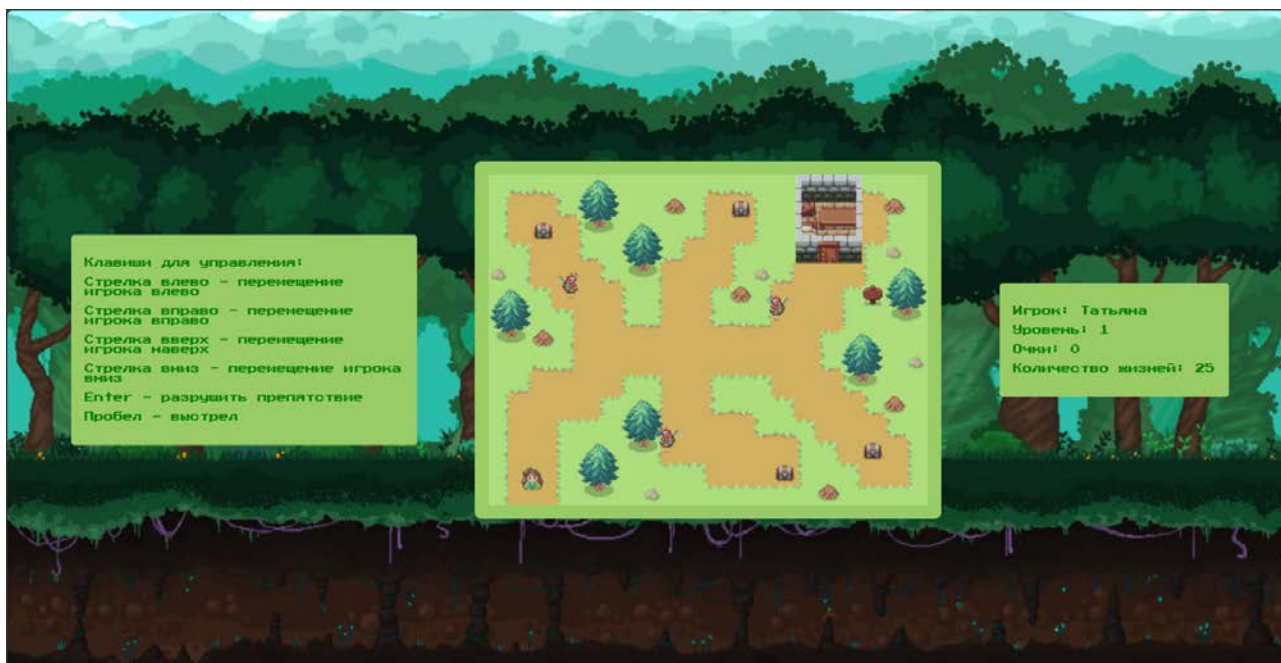 Клавиши для управления:
Стрелка влево - перемещение
игрока влево
Стрелка вправо - перемещение
игрока вправо
Стрелка вверх - перемещение
игрока наверх
Стрелка вниз - перемещение игрока
вниз
Enter - разрушить препятствие
Пробел - выстрел
Игрок: Татьяна
Уровень: 1
Очки: 0
Количество жизней: 25